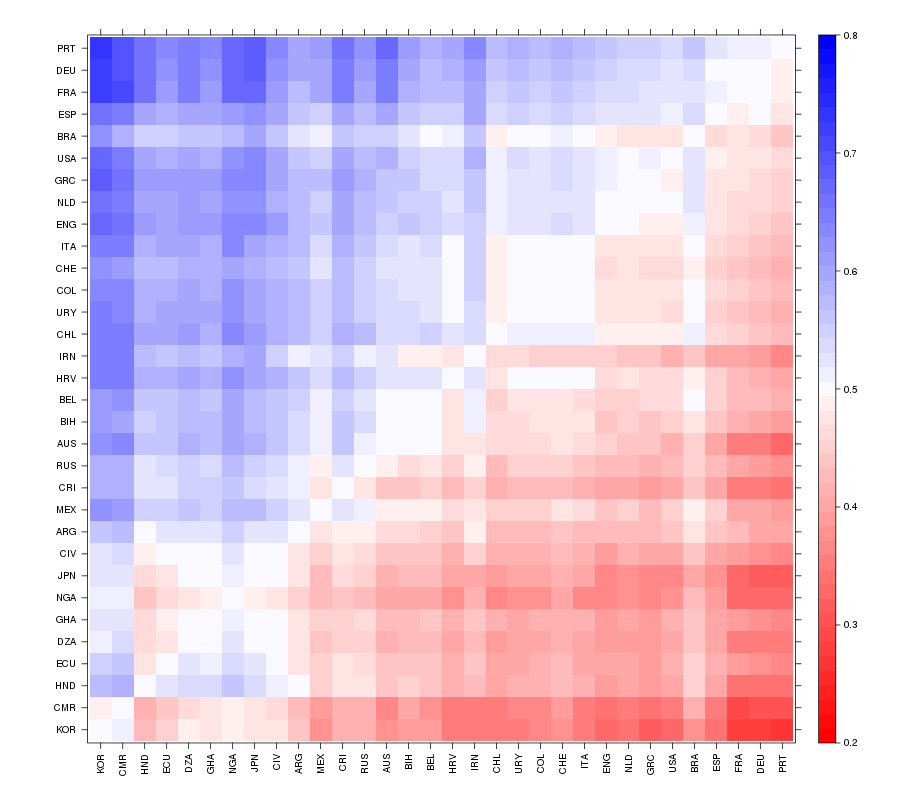 PRT
DEU
FRA
ESP
BRA
USA
GRC
NLD
ENG
ITA
CHE
COL
URY
CHL
IRN
HRV
BEL
BIH
AUS
RUS
CRI
MEX
ARG
CIV
JPN
NGA
GHA
DZA
ECU
HND
CMR
KOR
KOR CMR HND ECU DZA GHA NGA JPN CIV ARG MEX CRI RUS AUS BIH BEL HRV IRN CHL URY COL CHE ITA ENG NLD GRC USA BRA ESP FRA DEU PRT
0.8
0.7
0.6
0.5
0.4
0.3
0.2